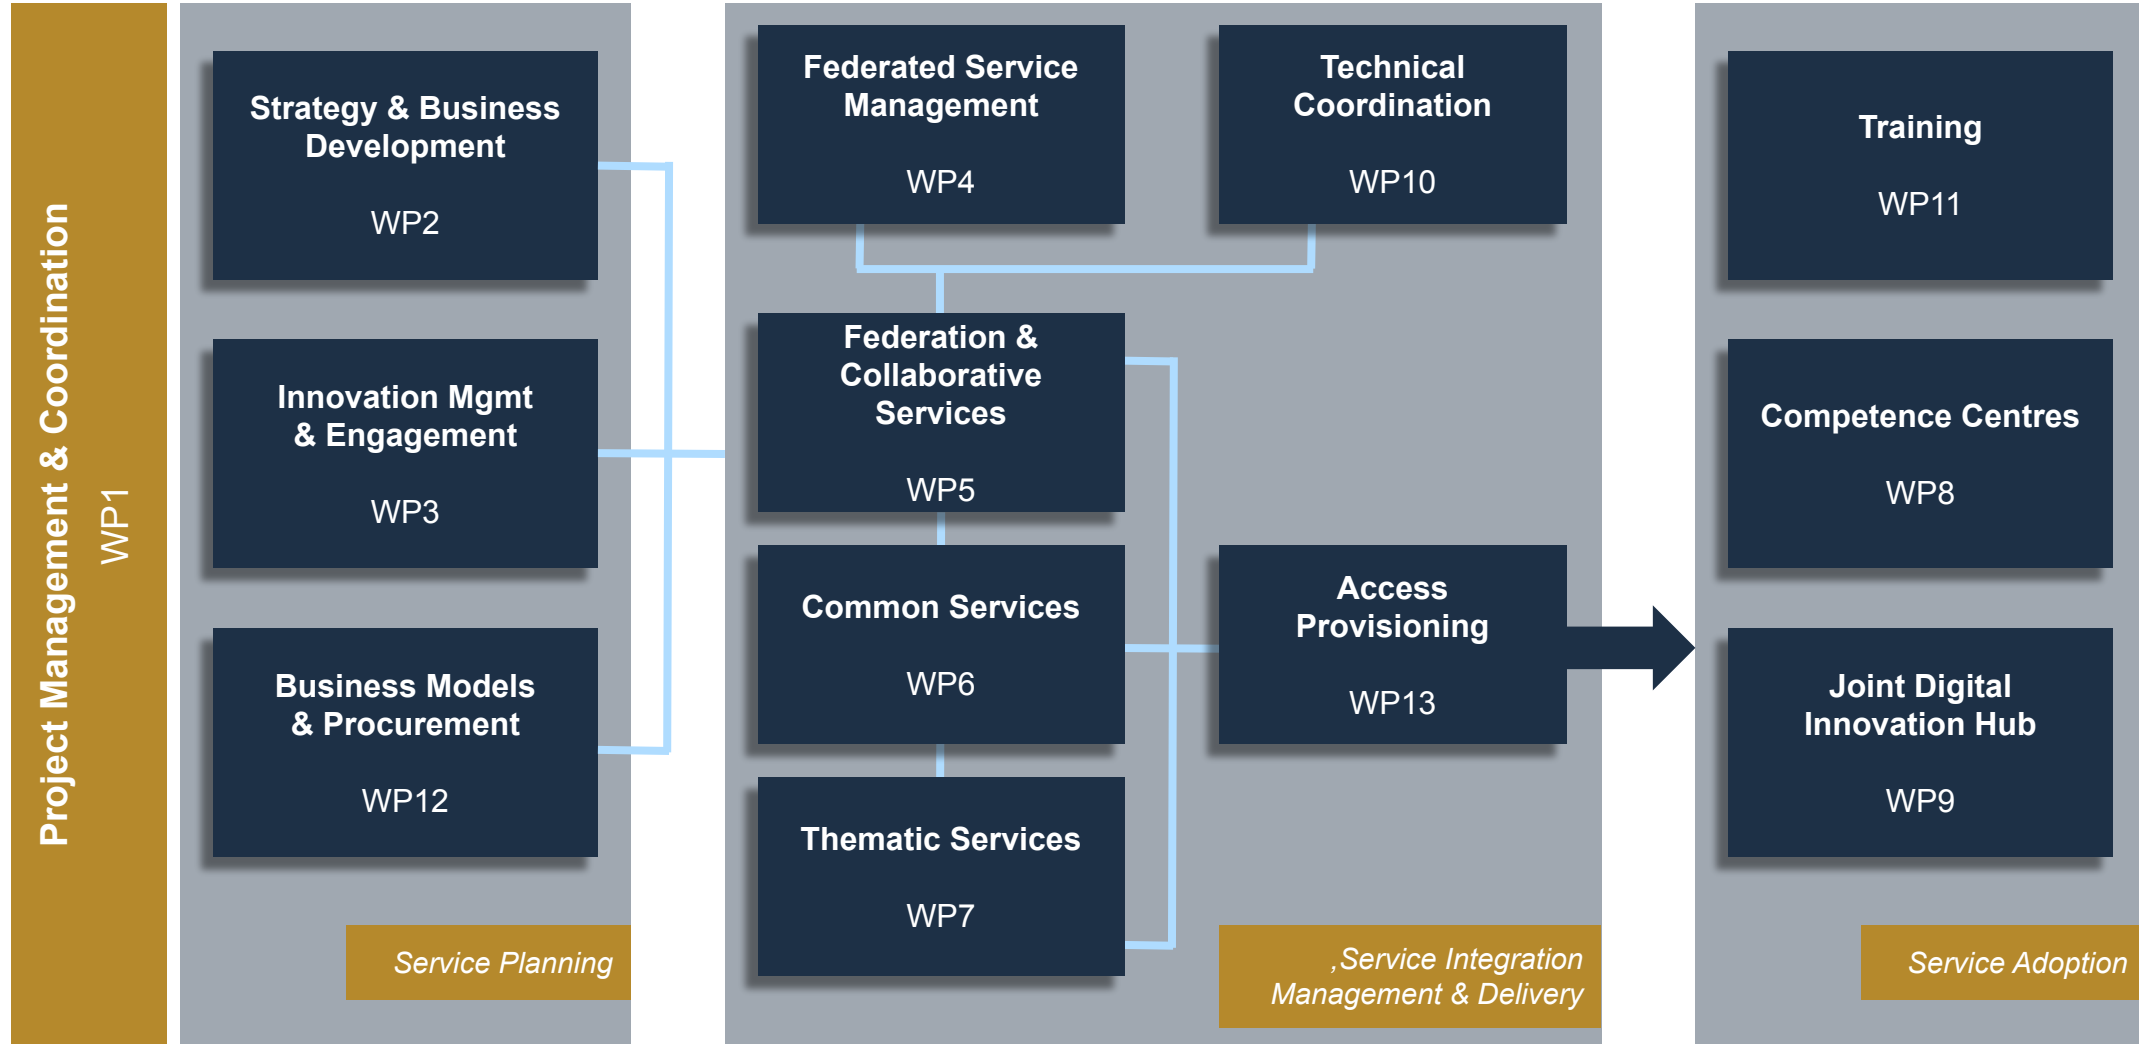 Project Management & Coordination
WP1
Strategy & Business
Development
WP2
Innovation Mgmt
& Engagement
WP3
Business Models
& Procurement
WP12
Service Planning
Federated Service
Management
WP4
Technical
Coordination
WP10
Federation &
Collaborative
Services
WP5
Common Services
WP6
Thematic Services
WP7
Access
Provisioning
WP13
,Service Integration
Management & Delivery
Training
WP11
Competence Centres
WP8
Joint Digital
Innovation Hub
WP9
Service Adoption